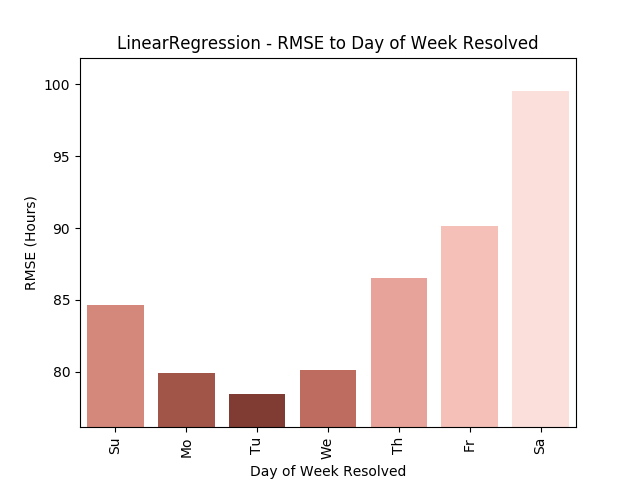 LinearRegression - RMSE to Day of Week Resolved
RMSE (Hours)
100
95
90
85
80
Su
Mo
Tu
We
Th
Fr
Sa
Day of Week Resolved